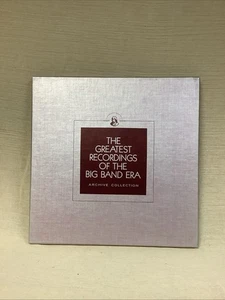 THE
GREATEST
RECORDINGS
OF THE
BIG BAND ERA
ARCHIVE COLLECTION